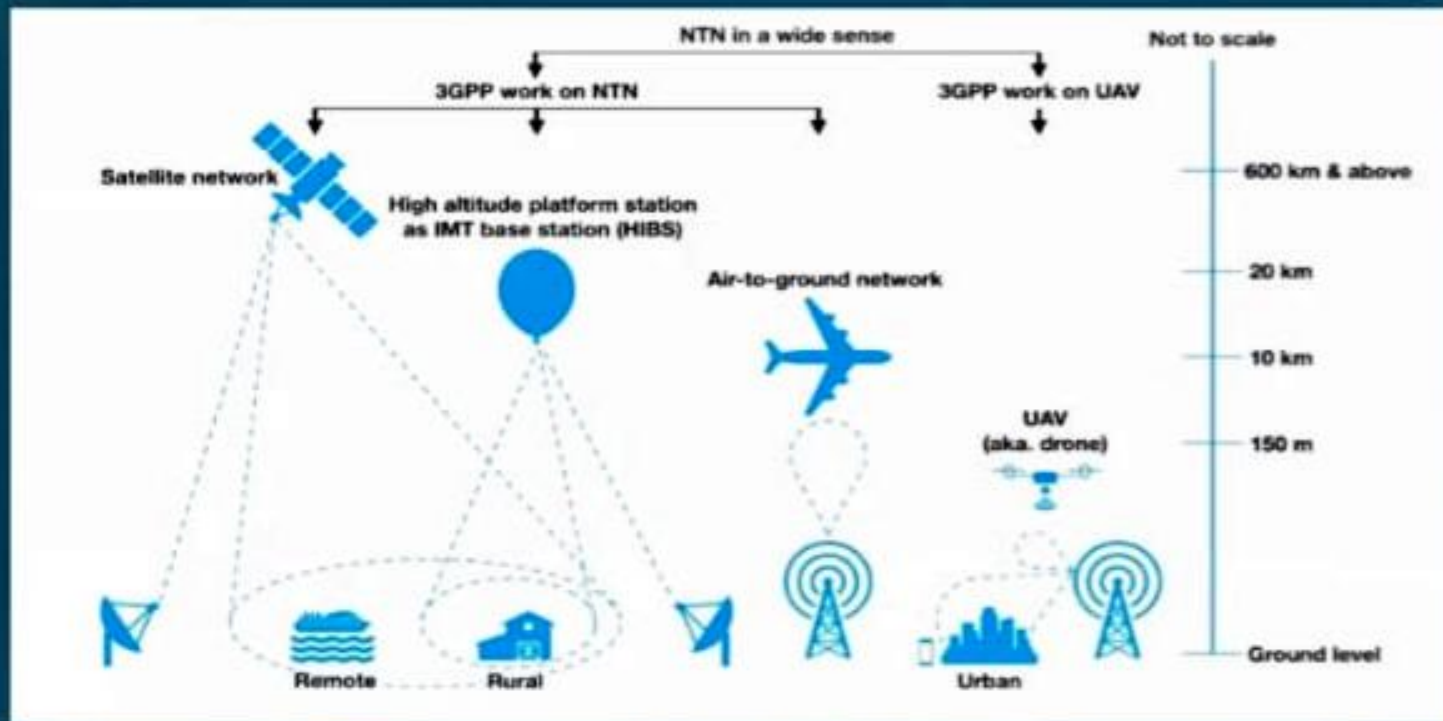 NTN in a wide sense
Not to scale
3GPP work on NTN
3GPP work on UAV
Satellite network
600 km & above
High altitude platform station
as IMT base station (HIBS)
20 km
Air-to-ground network
10 km
UAV
(aka. drone)
150 m
Ground level
Remote
Rural
Urban